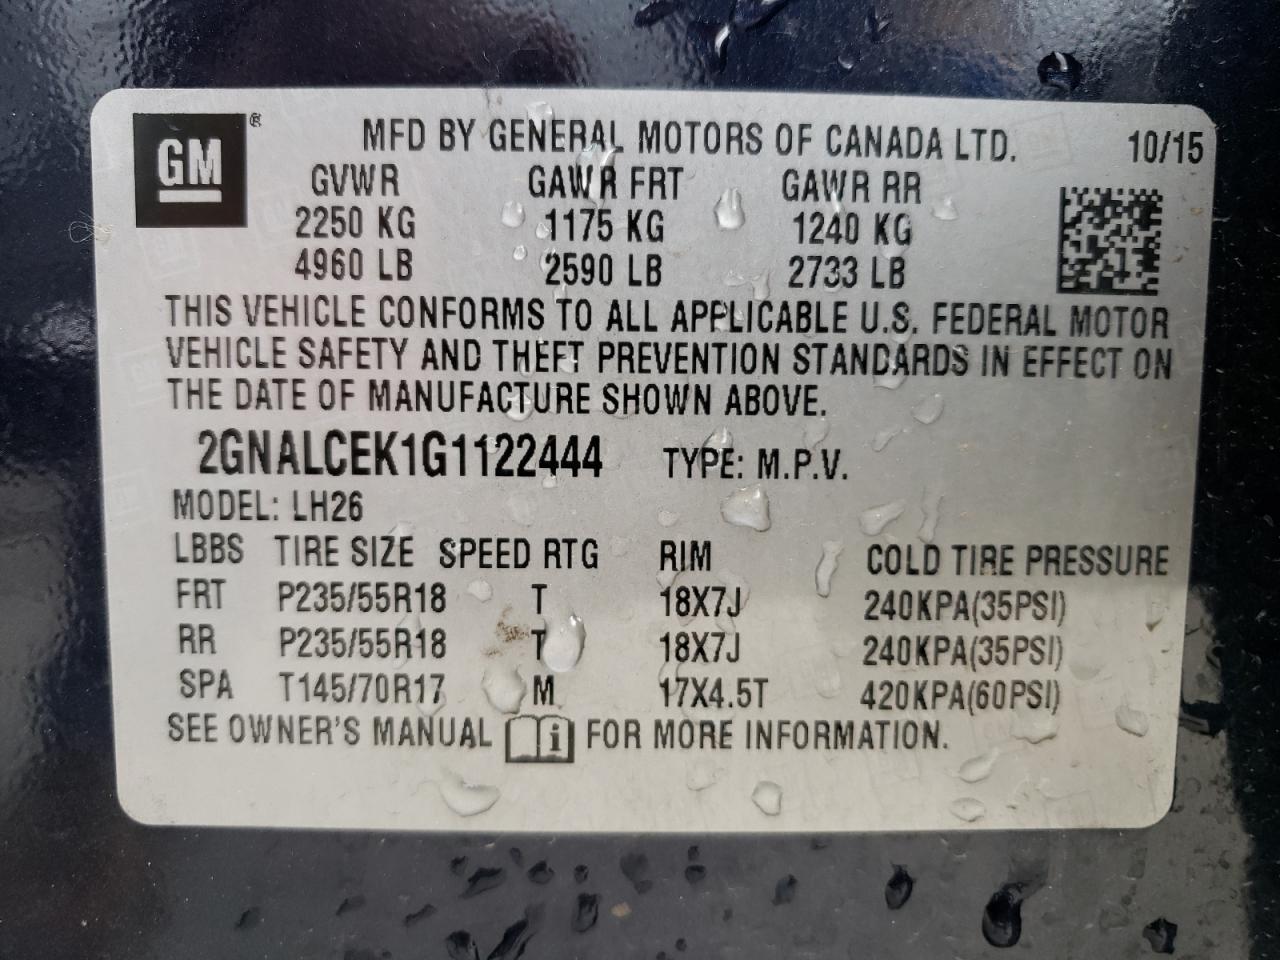 GM ® MFD BY GENERAL MOTORS OF CANADA LTD. 10/15
GVWR GAWR FRT GAWR RR
2250 KG 1175 KG 1240 KG
4960 LB 2590 LB 2733 LB
THIS VEHICLE CONFORMS TO ALL APPLICABLE U.S. FEDERAL MOTOR
VEHICLE SAFETY AND THEFT PREVENTION STANDARDS IN EFFECT ON
THE DATE OF MANUFACTURE SHOWN ABOVE.
2GNALCEK1G1122444 TYPE: M.P.V.
MODEL: LH26
LBBS TIRE SIZE SPEED RTG RIM COLD TIRE PRESSURE
FRT P235/55R18 T 18X7J 240KPA(35PSI)
RR P235/55R18 T 18X7J 240KPA(35PSI)
SPA T145/70R17 M 17X4.5T 420KPA(60PSI)
SEE OWNER'S MANUAL i FOR MORE INFORMATION.